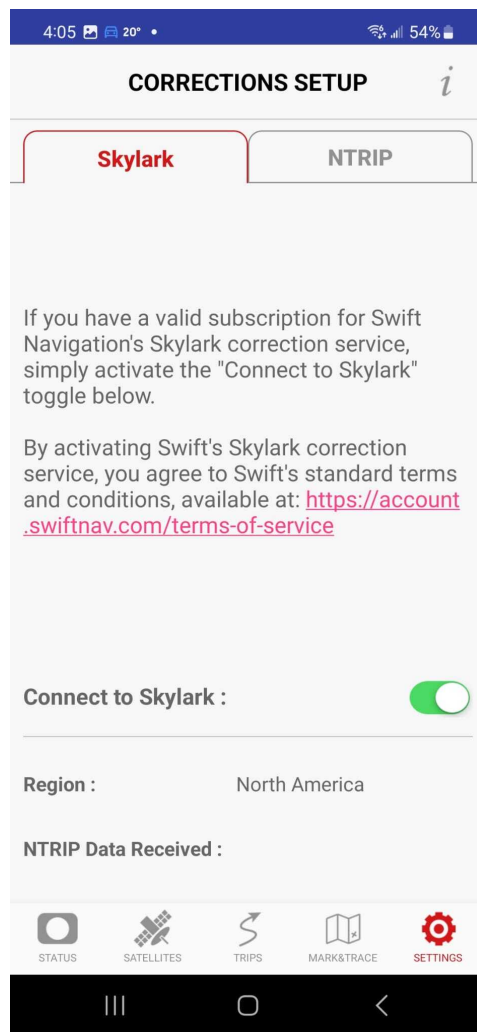 4:05 20° • 54%
CORRECTIONS SETUP i
Skylark NTRIP
If you have a valid subscription for Swift
Navigation's Skylark correction service,
simply activate the "Connect to Skylark"
toggle below.
By activating Swift's Skylark correction
service, you agree to Swift's standard terms
and conditions, available at: https://account
.swiftnav.com/terms-of-service
Connect to Skylark :
Region : North America
NTRIP Data Received :
STATUS SATELLITES TRIPS MARK&TRACE SETTINGS